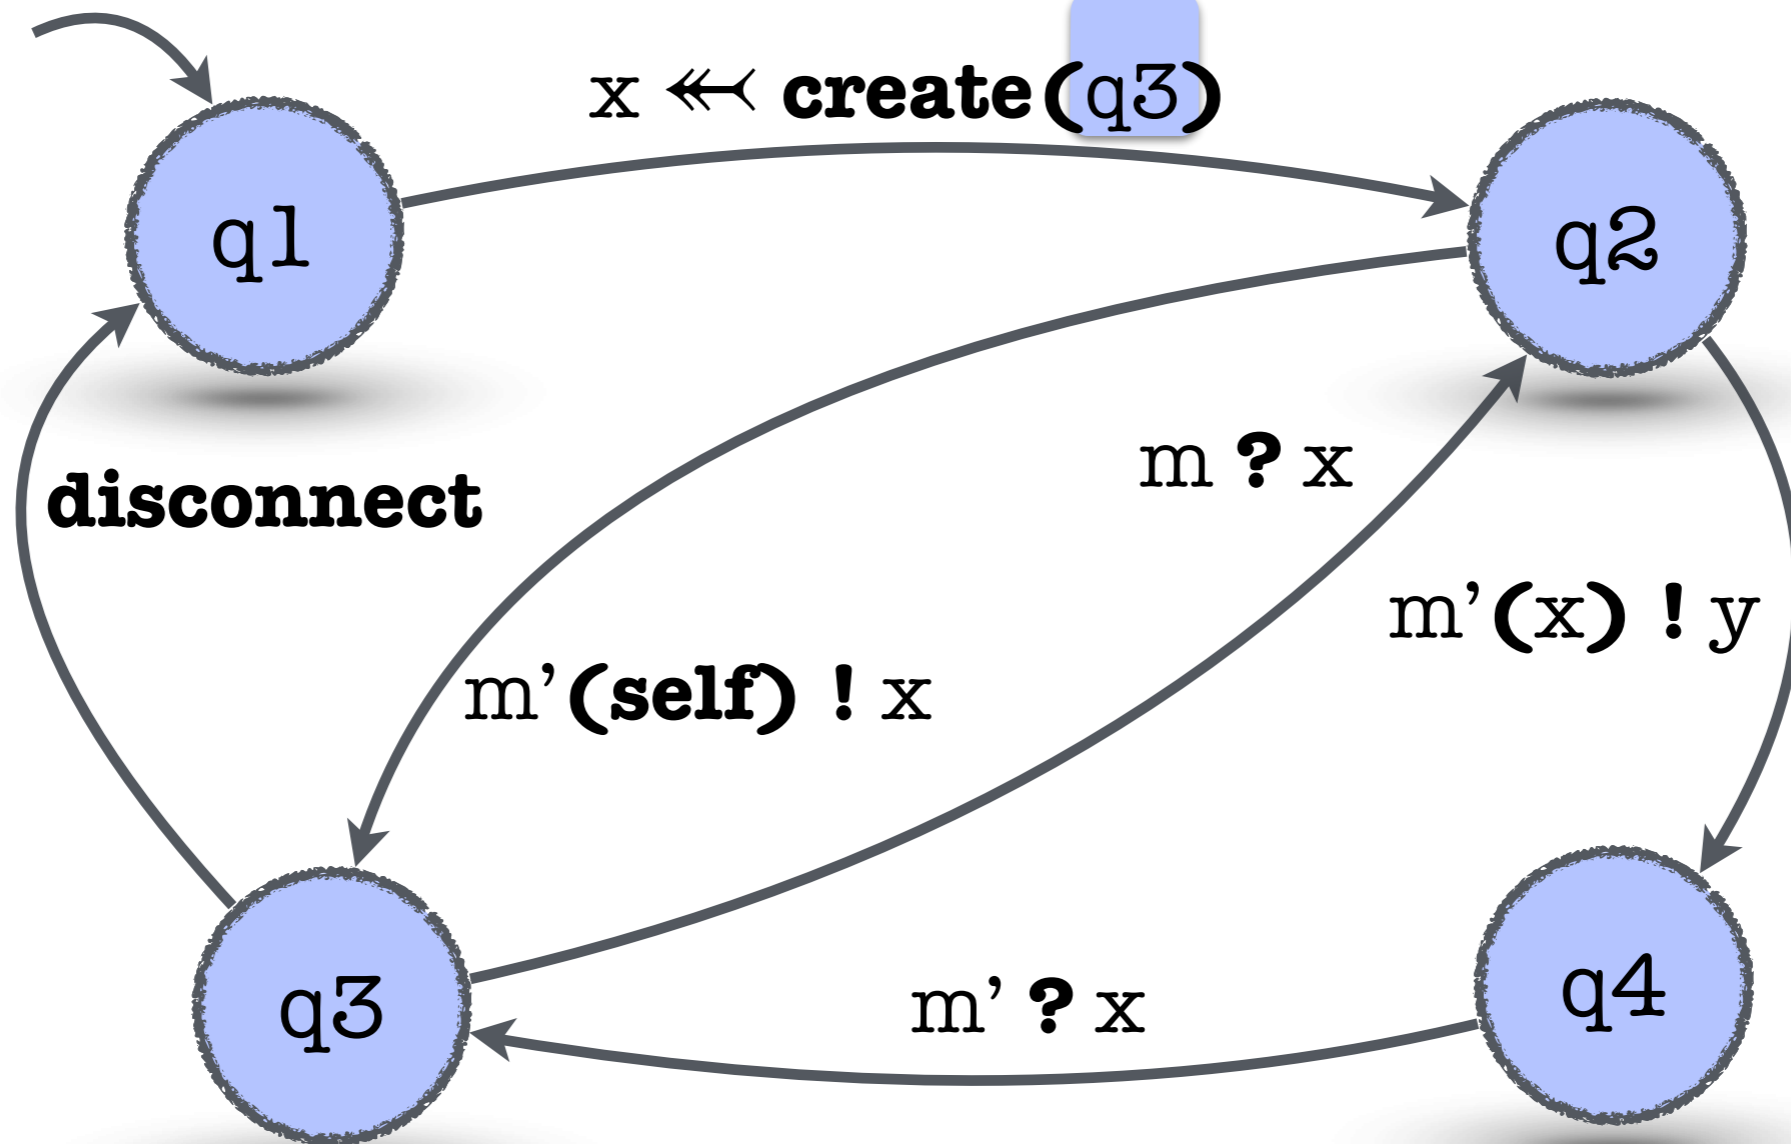 x ⤛ create(q3)
q1
q2
m ? x
disconnect
m'(x) ! y
m'(self) ! x
q3
m' ? x
q4